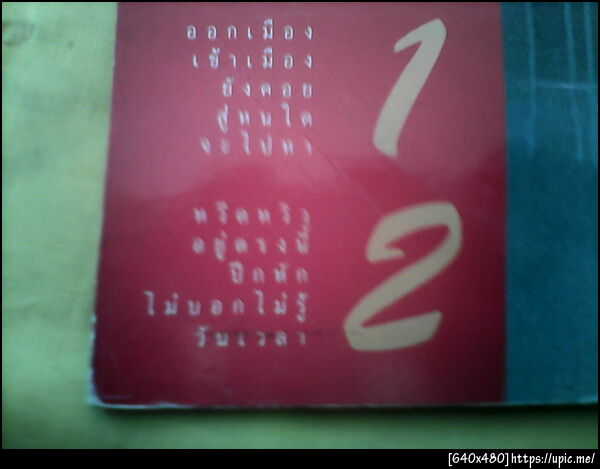 ออกเมือง
เข้าเมือง
ยังคอย
สู่หนใด
จะไปหา
1
หวีดหวิว
อยู่ตรงนี้
ปีกหัก
ไม่บอกไม่รู้
วันเวลา
2
[640x480]https://upic.me/